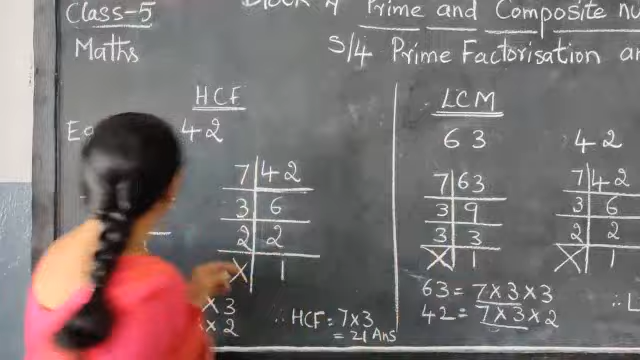 Class-5
Maths
Prime and Composite
S/4 Prime Factorisation
HCF
42
7 42
3 6
2 2
X 1
X 3
X 2
∴ HCF = 7 X 3
= 21 Ans
LCM
63
7 63
3 9
3 3
X 1
63 = 7 X 3 X 3
42 = 7 X 3 X 2
42
7 42
3 6
2 2
X 1
∴ L